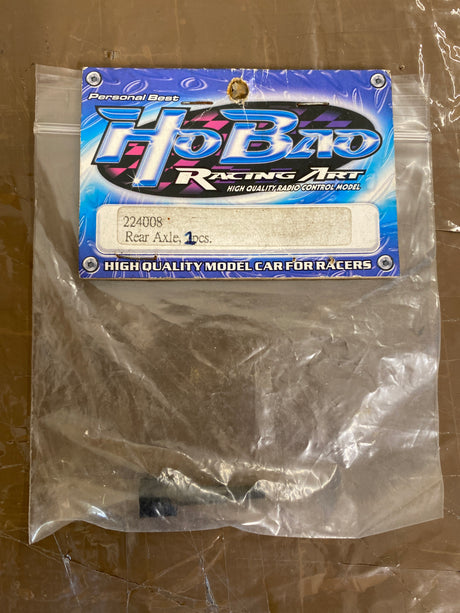 Personal Best
HoBao
Racing Art
HIGH QUALITY, RADIO CONTROL MODEL
224008
Rear Axle, 1pcs.
HIGH QUALITY MODEL CAR FOR RACERS